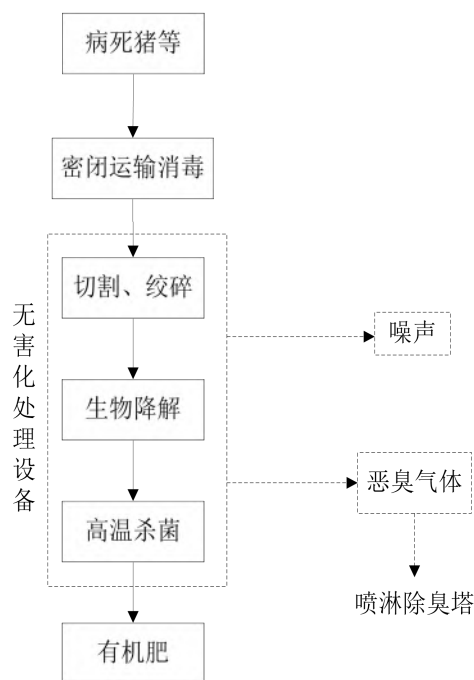 病死猪等
密闭运输消毒
切割、绞碎
无害化处理设备
噪声
生物降解
恶臭气体
高温杀菌
喷淋除臭塔
有机肥